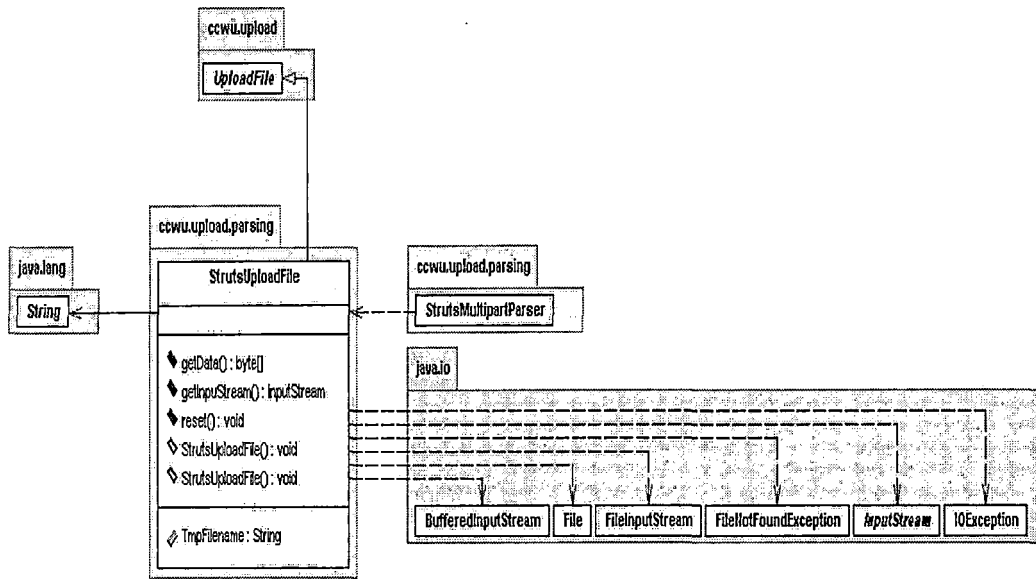 ccwu.upload
UploadFile
ccwu.upload.parsing
StrutsUploadFile
getData() : byte[]
getInpuStream() : InputStream
reset() : void
StrutsUploadFile() : void
StrutsUploadFile() : void
TmpFilename : String
java.lang
String
ccwu.upload.parsing
StrutsMultipartParser
java.io
BufferedInputStream File FileInputStream FileNotFoundException InputStream IOException